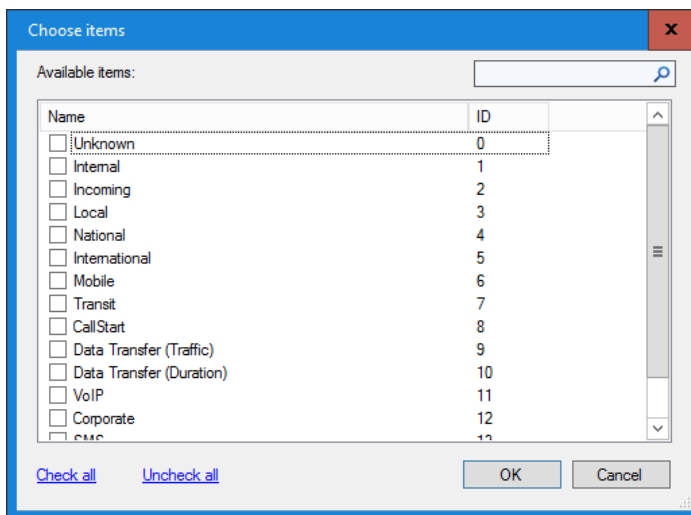 Choose items
Available items:
Name ID
Unknown 0
Internal 1
Incoming 2
Local 3
National 4
International 5
Mobile 6
Transit 7
CallStart 8
Data Transfer (Traffic) 9
Data Transfer (Duration) 10
VoIP 11
Corporate 12
SMS 13
Check all Uncheck all OK Cancel